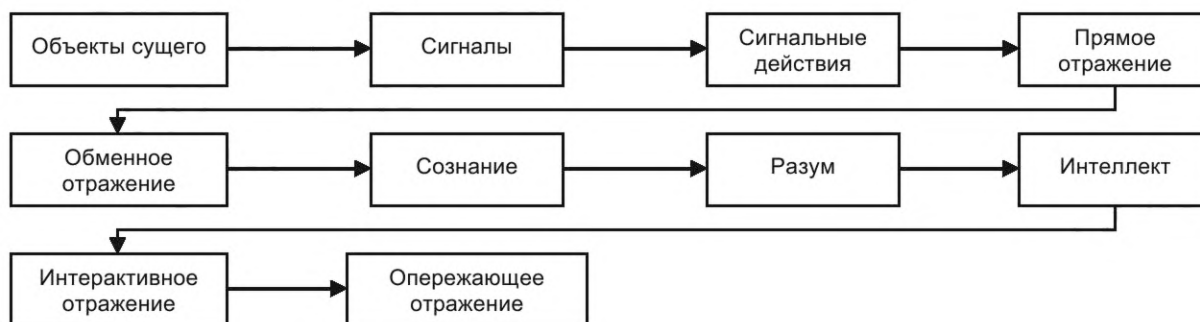 Объекты сущего
Сигналы
Сигнальные
действия
Прямое
отражение
Обменное
отражение
Сознание
Разум
Интеллект
Интерактивное
отражение
Опережающее
отражение